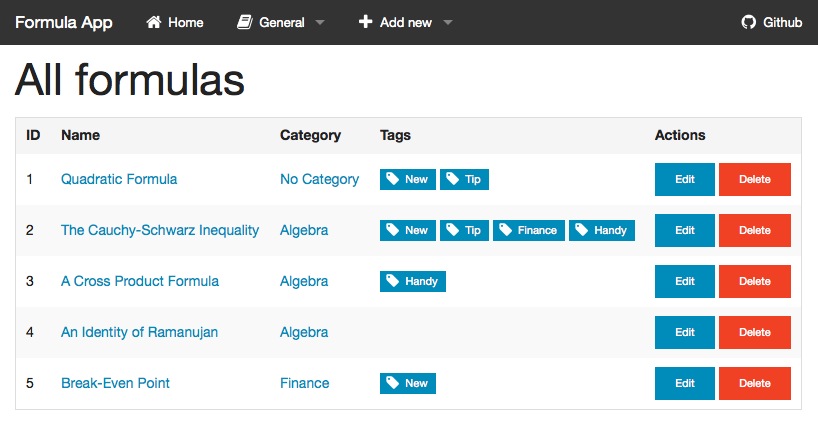 Formula App Home General Add new Github
All formulas
ID Name Category Tags Actions
1 Quadratic Formula No Category New Tip Edit Delete
2 The Cauchy-Schwarz Inequality Algebra New Tip Finance Handy Edit Delete
3 A Cross Product Formula Algebra Handy Edit Delete
4 An Identity of Ramanujan Algebra Edit Delete
5 Break-Even Point Finance New Edit Delete